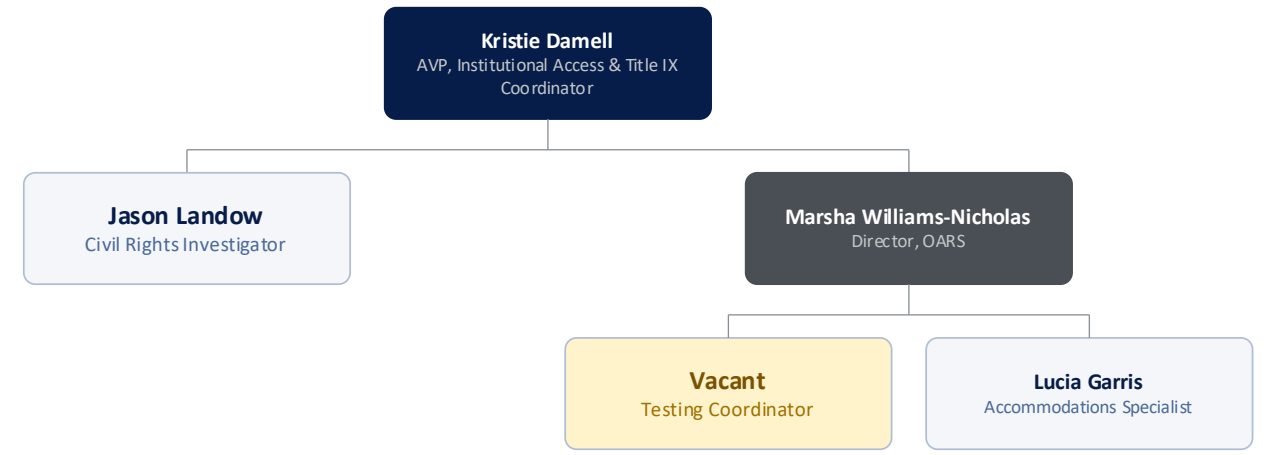 Kristie Damell
AVP, Institutional Access & Title IX
Coordinator
Jason Landow
Civil Rights Investigator
Marsha Williams-Nicholas
Director, OARS
Vacant
Testing Coordinator
Lucia Garris
Accommodations Specialist